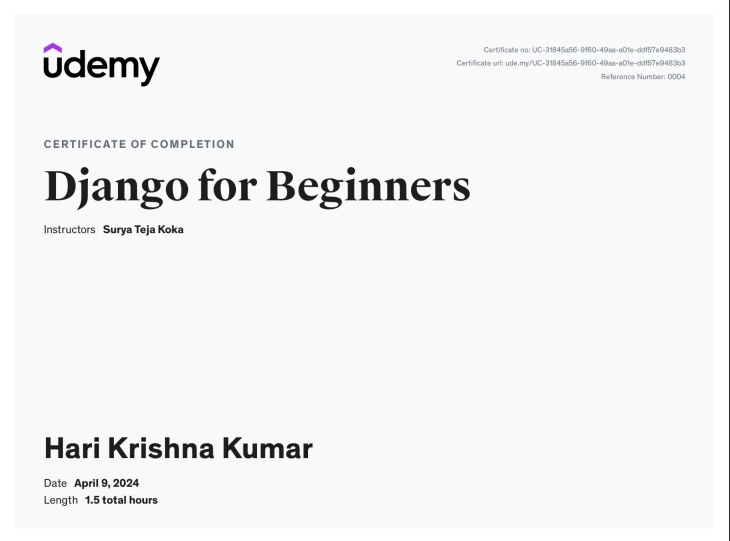 udemy
Certificate no: UC-31845a56-9f60-49aa-a01e-ddf57e9483b3
Certificate url: ude.my/UC-31845a56-9f60-49aa-a01e-ddf57e9483b3
Reference Number: 0004
CERTIFICATE OF COMPLETION
Django for Beginners
Instructors Surya Teja Koka
Hari Krishna Kumar
Date April 9, 2024
Length 1.5 total hours